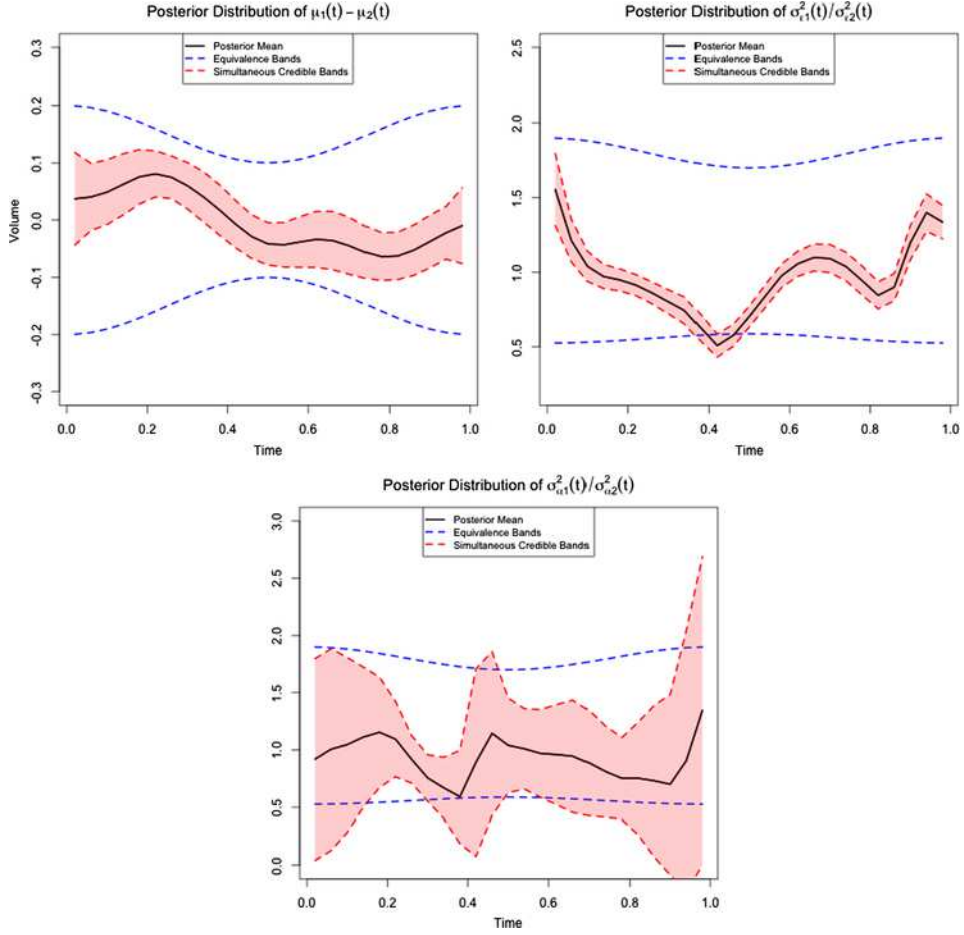 Posterior Distribution of μ₁(t) − μ₂(t)
Posterior Mean
Equivalence Bands
Simultaneous Credible Bands
0.3
0.2
0.1
0.0
-0.1
-0.2
-0.3
Volume
0.0 0.2 0.4 0.6 0.8 1.0
Time
Posterior Distribution of σ²ε1(t)/σ²ε2(t)
Posterior Mean
Equivalence Bands
Simultaneous Credible Bands
2.5
2.0
1.5
1.0
0.5
0.0 0.2 0.4 0.6 0.8 1.0
Time
Posterior Distribution of σ²α1(t)/σ²α2(t)
Posterior Mean
Equivalence Bands
Simultaneous Credible Bands
3.0
2.5
2.0
1.5
1.0
0.5
0.0
0.0 0.2 0.4 0.6 0.8 1.0
Time